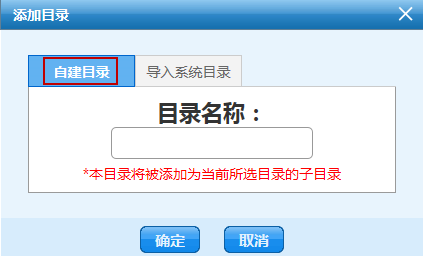 添加目录
自建目录
导入系统目录
目录名称：
*本目录将被添加为当前所选目录的子目录
确定
取消